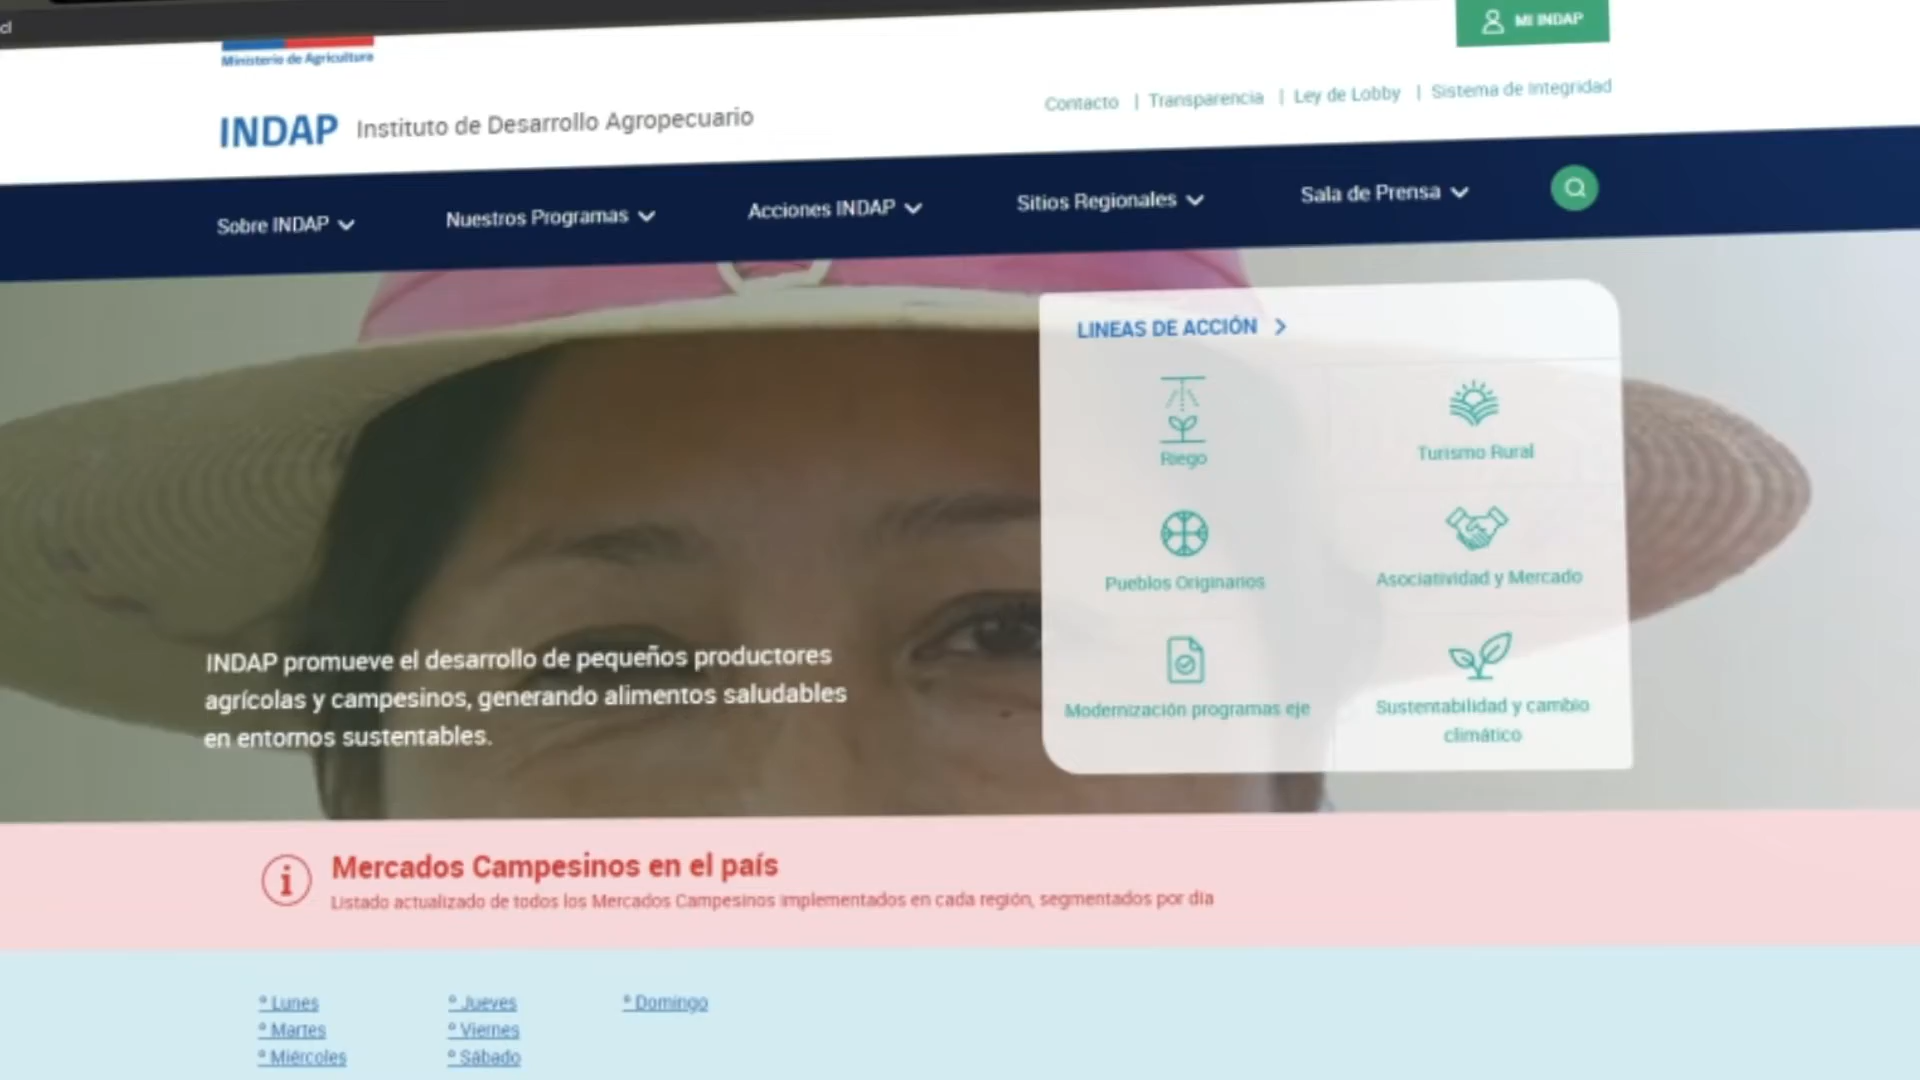 cl
Ministerio de Agricultura
MI INDAP
Contacto | Transparencia | Ley de Lobby | Sistema de Integridad
INDAP Instituto de Desarrollo Agropecuario
Sobre INDAP
Nuestros Programas
Acciones INDAP
Sitios Regionales
Sala de Prensa
LINEAS DE ACCIÓN >
Riego
Turismo Rural
Pueblos Originarios
Asociatividad y Mercado
Modernización programas eje
Sustentabilidad y cambio
climático
INDAP promueve el desarrollo de pequeños productores
agrícolas y campesinos, generando alimentos saludables
en entornos sustentables.
Mercados Campesinos en el país
Listado actualizado de todos los Mercados Campesinos implementados en cada región, segmentados por día
º Lunes
º Martes
º Miércoles
º Jueves
º Viernes
º Sábado
º Domingo